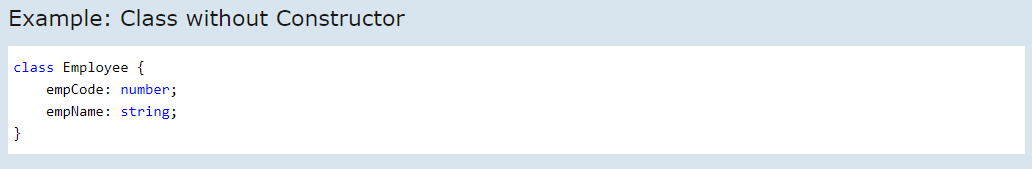 Example: Class without Constructor
class Employee {
    empCode: number;
    empName: string;
}